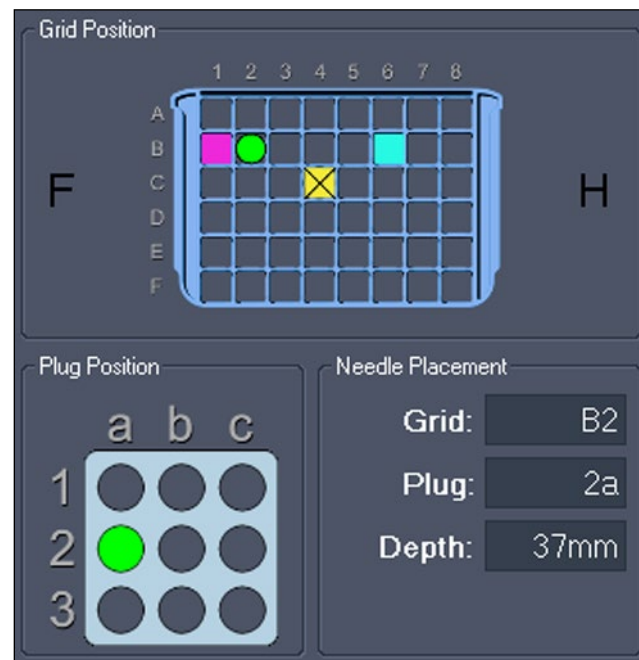 Grid Position
1 2 3 4 5 6 7 8
A
B
F C H
D
E
F
Plug Position
a b c
1
2
3
Needle Placement
Grid: B2
Plug: 2a
Depth: 37mm